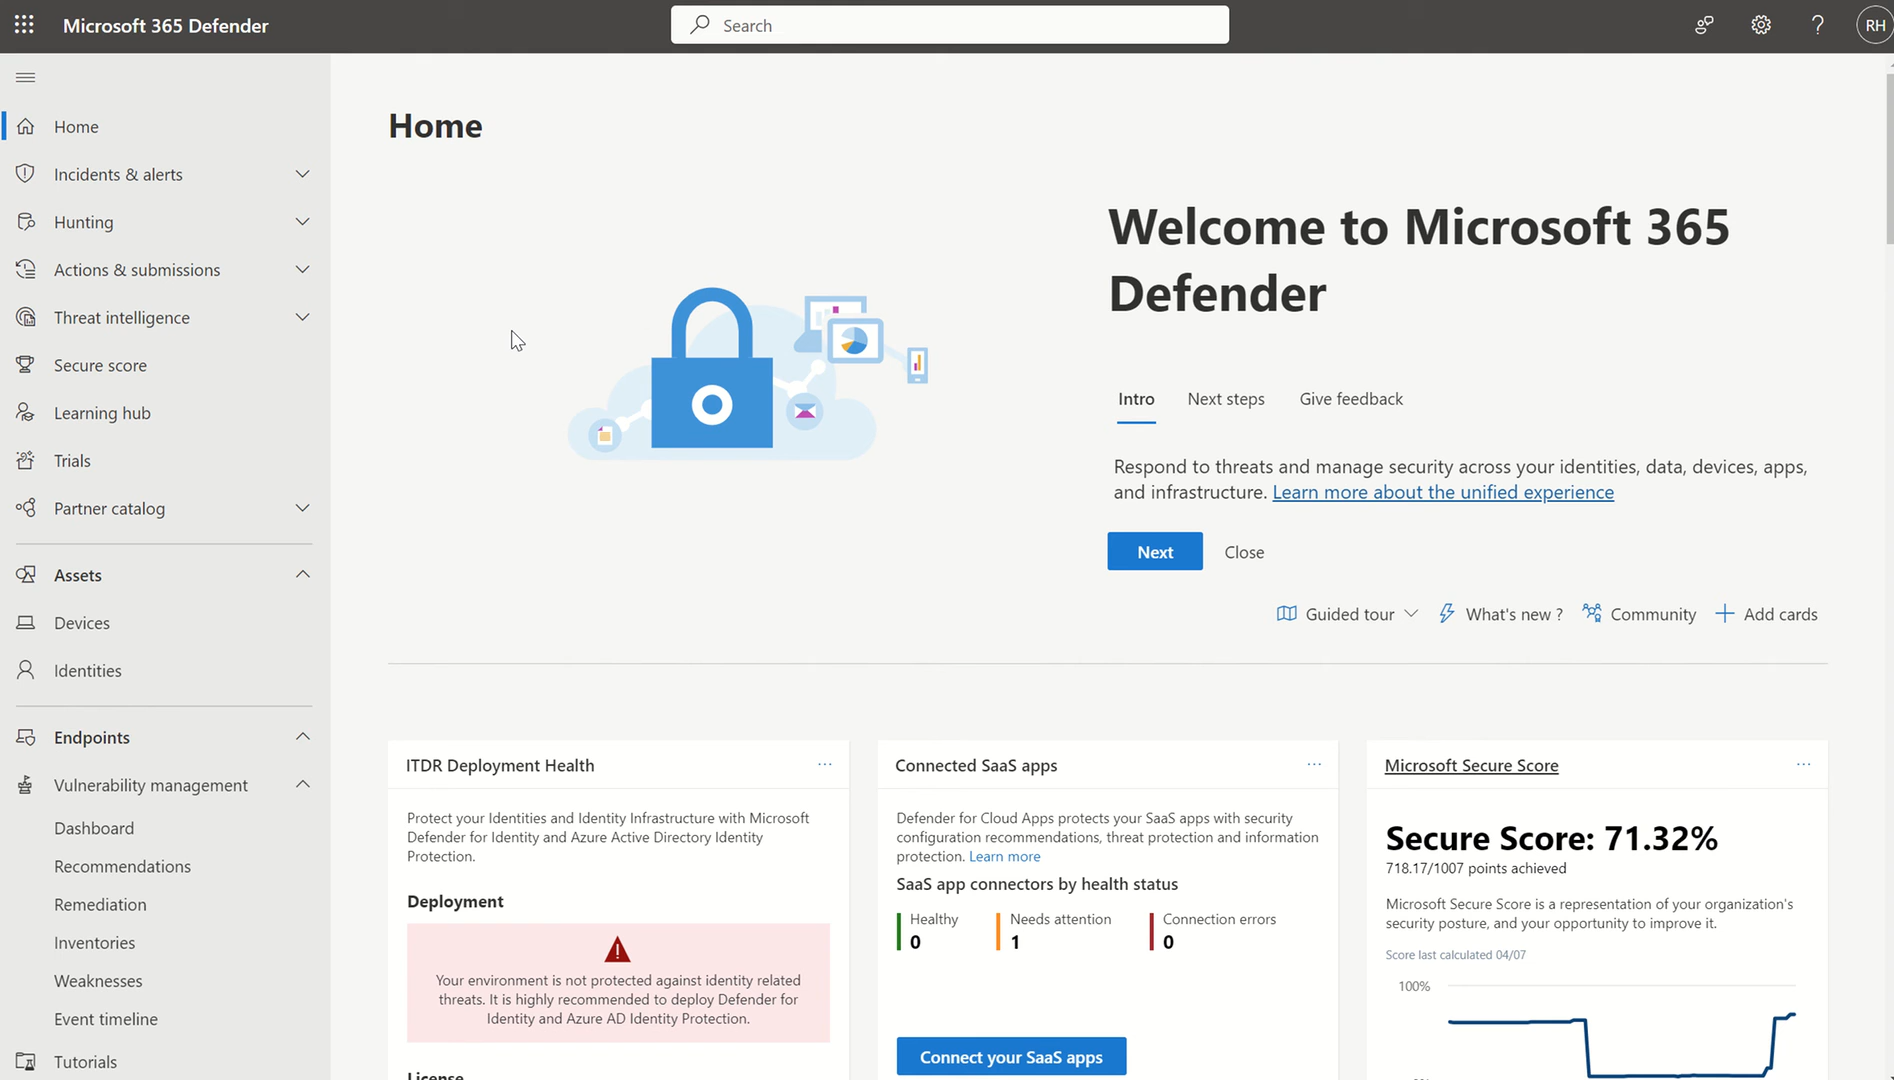 Microsoft 365 Defender
Search
RH
Home
Incidents & alerts
Hunting
Actions & submissions
Threat intelligence
Secure score
Learning hub
Trials
Partner catalog
Assets
Devices
Identities
Endpoints
Vulnerability management
Dashboard
Recommendations
Remediation
Inventories
Weaknesses
Event timeline
Tutorials
Home
Welcome to Microsoft 365
Defender
Intro
Next steps
Give feedback
Respond to threats and manage security across your identities, data, devices, apps,
and infrastructure. Learn more about the unified experience
Next
Close
Guided tour
What's new ?
Community
Add cards
ITDR Deployment Health
Protect your Identities and Identity Infrastructure with Microsoft
Defender for Identity and Azure Active Directory Identity
Protection.
Deployment
Your environment is not protected against identity related
threats. It is highly recommended to deploy Defender for
Identity and Azure AD Identity Protection.
License
Connected SaaS apps
Defender for Cloud Apps protects your SaaS apps with security
configuration recommendations, threat protection and information
protection. Learn more
SaaS app connectors by health status
Healthy
0
Needs attention
1
Connection errors
0
Connect your SaaS apps
Microsoft Secure Score
Secure Score: 71.32%
718.17/1007 points achieved
Microsoft Secure Score is a representation of your organization's
security posture, and your opportunity to improve it.
Score last calculated 04/07
100%